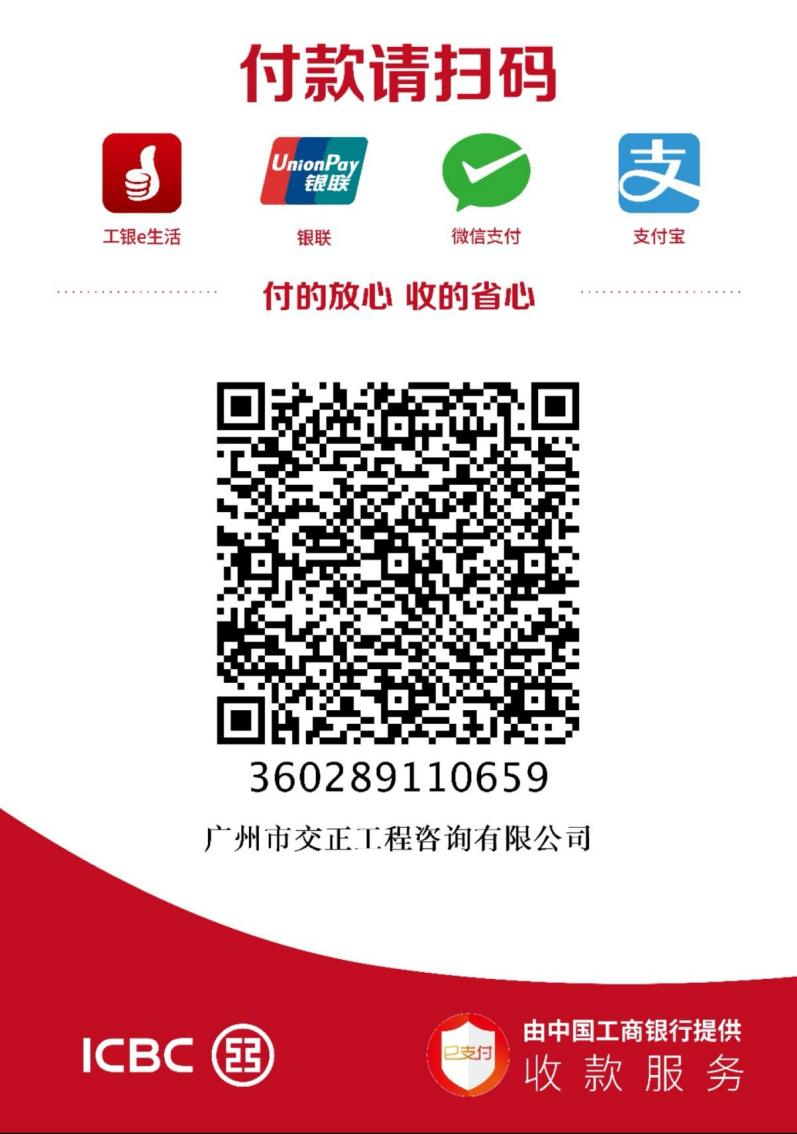 付款请扫码
UnionPay
银联
支
工银e生活
银联
微信支付
支付宝
付的放心 收的省心
360289110659
广州市交正工程咨询有限公司
ICBC
已支付
由中国工商银行提供
收款服务